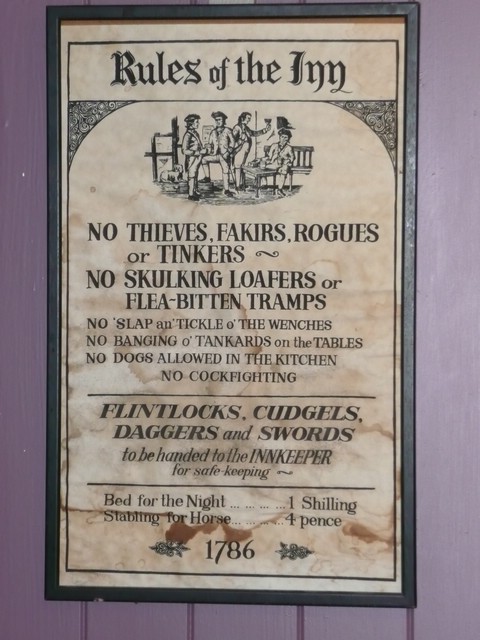 Rules of the Inn
NO THIEVES, FAKIRS, ROGUES
or TINKERS ~
NO SKULKING LOAFERS or
FLEA-BITTEN TRAMPS
NO 'SLAP an' TICKLE o' THE WENCHES
NO BANGING o' TANKARDS on the TABLES
NO DOGS ALLOWED IN THE KITCHEN
NO COCKFIGHTING
FLINTLOCKS, CUDGELS,
DAGGERS and SWORDS
to be handed to the INNKEEPER
for safe-keeping ~
Bed for the Night ... ... ... ... 1 Shilling
Stabling for Horse... ... ... ... 4 pence
1786